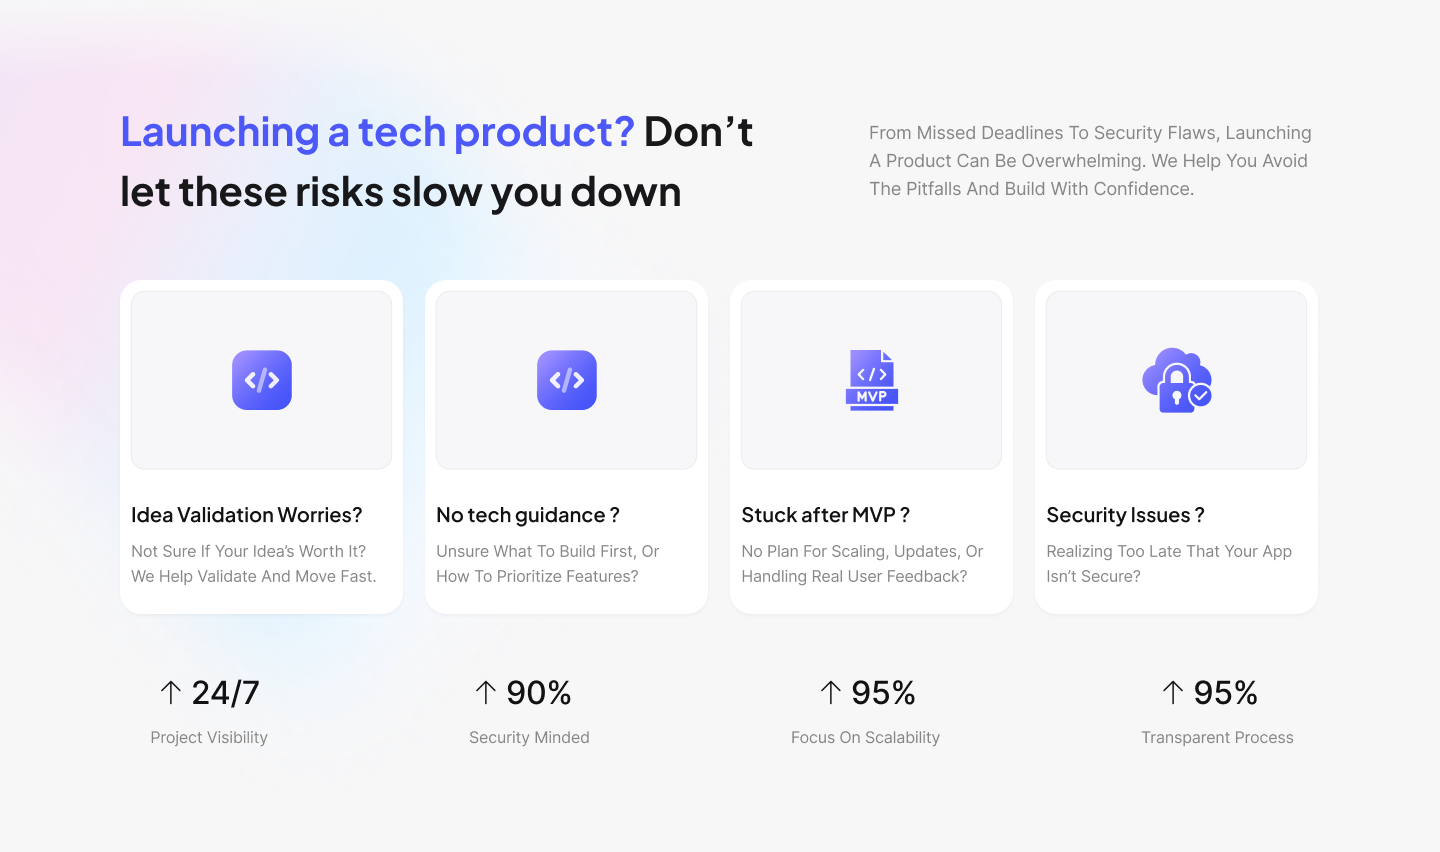 Launching a tech product? Don’t
let these risks slow you down
From Missed Deadlines To Security Flaws, Launching
A Product Can Be Overwhelming. We Help You Avoid
The Pitfalls And Build With Confidence.
</>
Idea Validation Worries?
Not Sure If Your Idea’s Worth It?
We Help Validate And Move Fast.
</>
No tech guidance ?
Unsure What To Build First, Or
How To Prioritize Features?
</>
MVP
Stuck after MVP ?
No Plan For Scaling, Updates, Or
Handling Real User Feedback?
Security Issues ?
Realizing Too Late That Your App
Isn’t Secure?
↑ 24/7
Project Visibility
↑ 90%
Security Minded
↑ 95%
Focus On Scalability
↑ 95%
Transparent Process